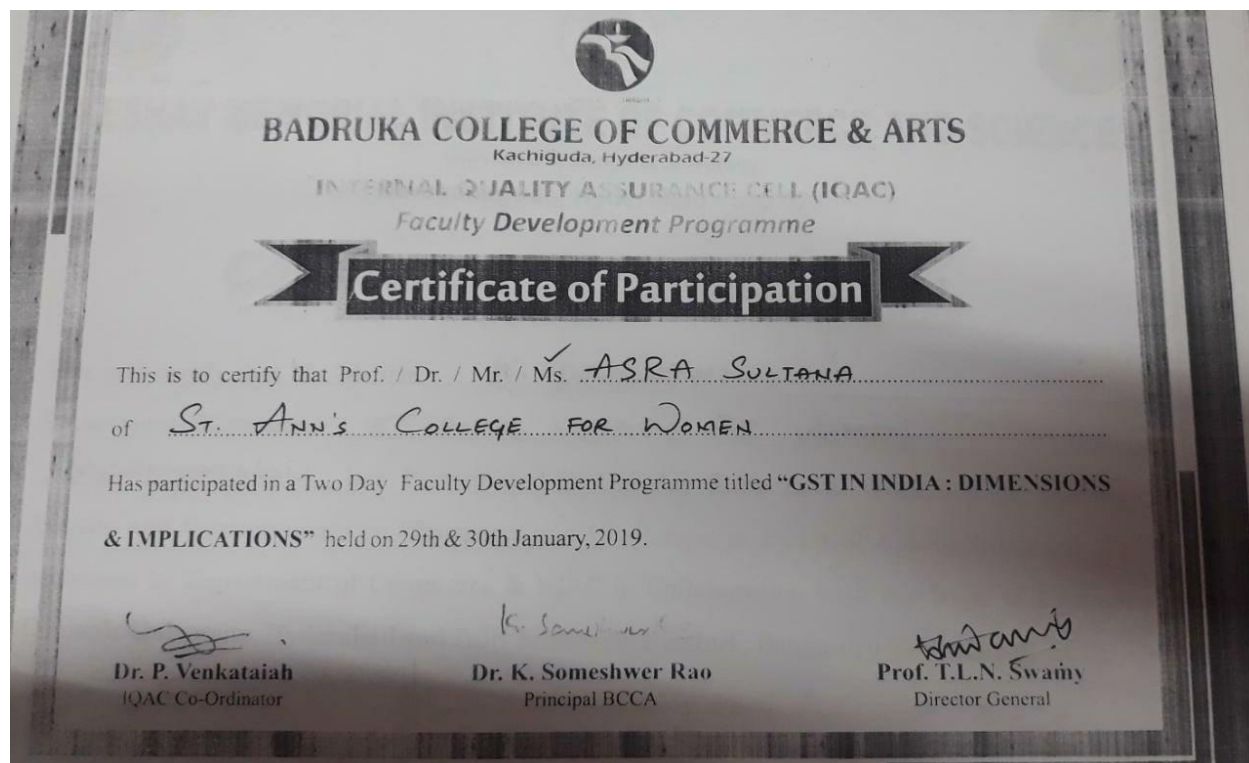 BADRUKA COLLEGE OF COMMERCE & ARTS
Kachiguda, Hyderabad-27
INTERNAL QUALITY ASSURANCE CELL (IQAC)
Faculty Development Programme
Certificate of Participation
This is to certify that Prof. / Dr. / Mr. / Ms. ASRA SULTANA
of ST. ANN'S COLLEGE FOR WOMEN
Has participated in a Two Day Faculty Development Programme titled “GST IN INDIA : DIMENSIONS
& IMPLICATIONS” held on 29th & 30th January, 2019.
K. Someshwer
Dr. P. Venkataiah Dr. K. Someshwer Rao Prof. T.L.N. Swamy
IQAC Co-Ordinator Principal BCCA Director General